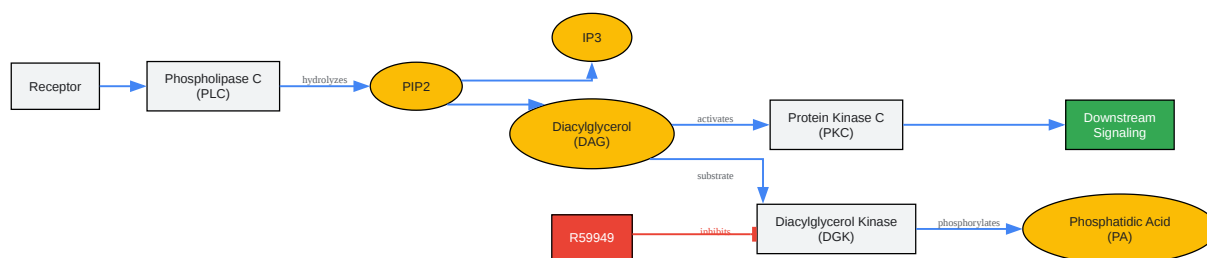 IP3
Receptor
Phospholipase C
(PLC)
hydrolyzes
PIP2
Diacylglycerol
(DAG)
activates
Protein Kinase C
(PKC)
Downstream
Signaling
substrate
R59949
inhibits
Diacylglycerol Kinase
(DGK)
phosphorylates
Phosphatidic Acid
(PA)